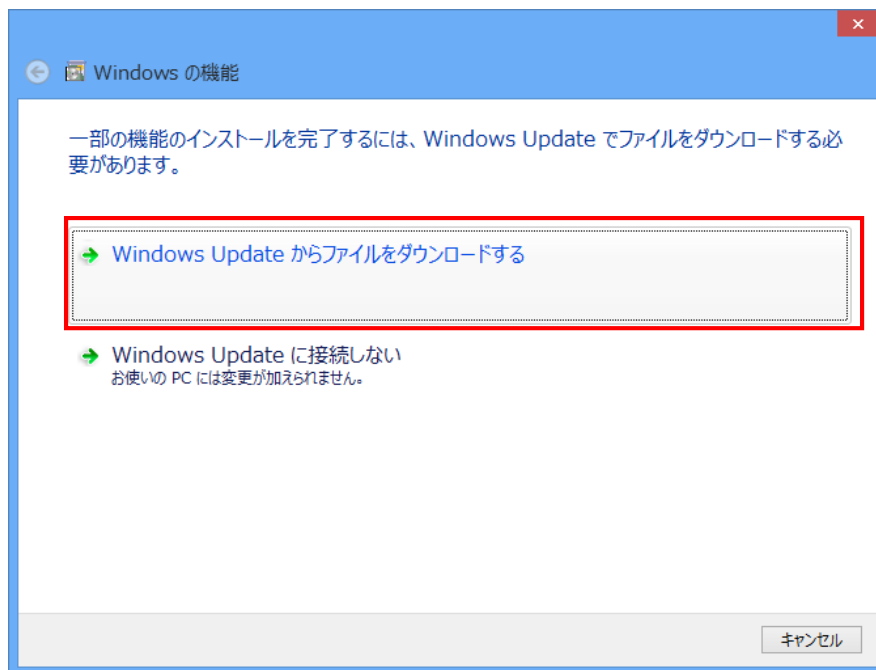 Windows の機能
一部の機能のインストールを完了するには、Windows Update でファイルをダウンロードする必
要があります。
Windows Update からファイルをダウンロードする
Windows Update に接続しない
お使いの PC には変更が加えられません。
キャンセル